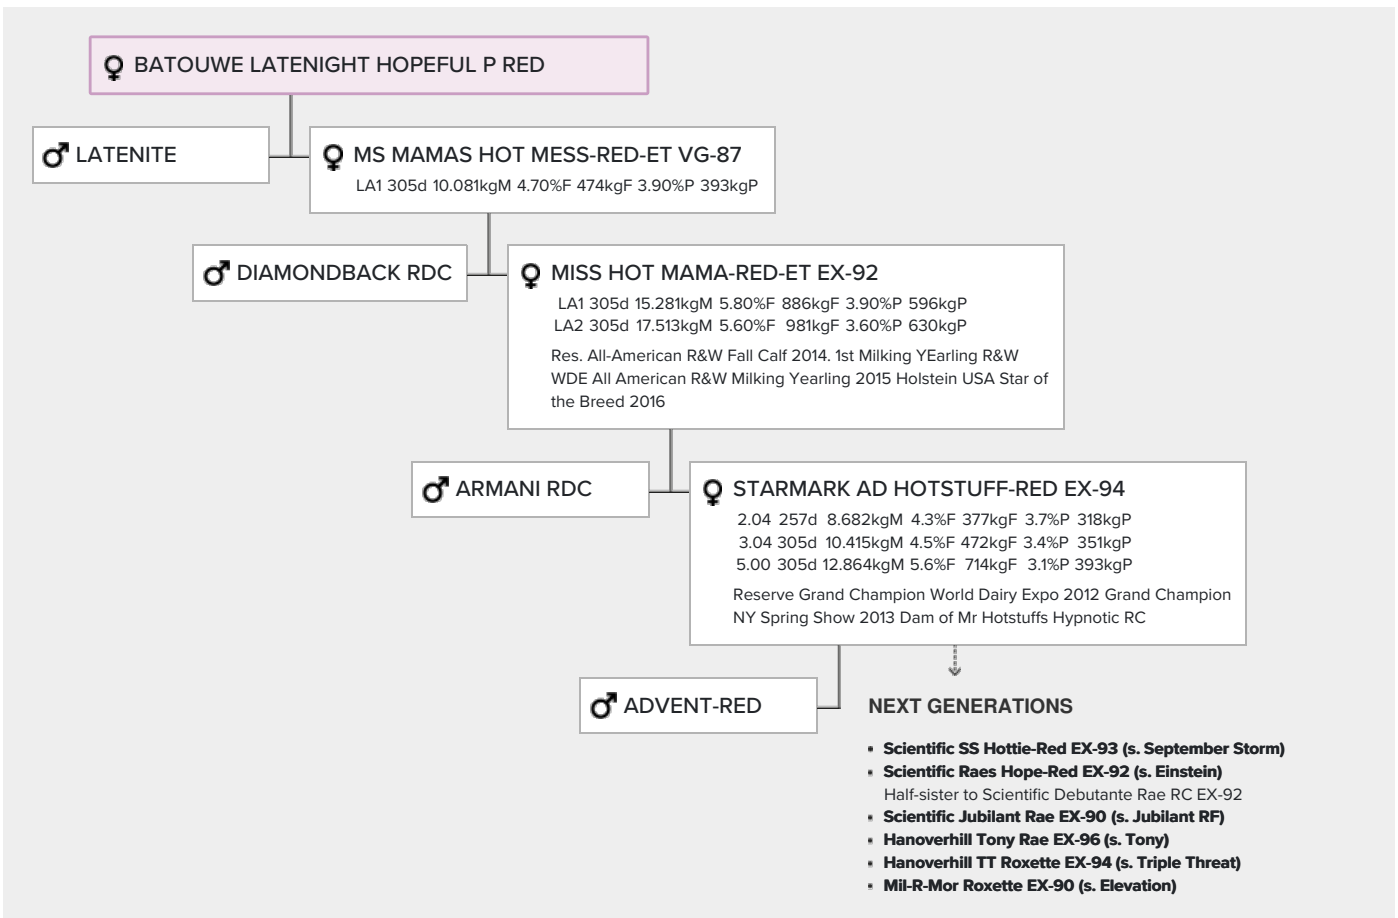 BATOUWE LATENIGHT HOPEFUL P RED
LATENITE
MS MAMAS HOT MESS-RED-ET VG-87
LA1 305d 10.081kgM 4.70%F 474kgF 3.90%P 393kgP
DIAMONDBACK RDC
MISS HOT MAMA-RED-ET EX-92
LA1 305d 15.281kgM 5.80%F 886kgF 3.90%P 596kgP
LA2 305d 17.513kgM 5.60%F 981kgF 3.60%P 630kgP
Res. All-American R&W Fall Calf 2014. 1st Milking YEarling R&W
WDE All American R&W Milking Yearling 2015 Holstein USA Star of
the Breed 2016
ARMANI RDC
STARMARK AD HOTSTUFF-RED EX-94
2.04 257d 8.682kgM 4.3%F 377kgF 3.7%P 318kgP
3.04 305d 10.415kgM 4.5%F 472kgF 3.4%P 351kgP
5.00 305d 12.864kgM 5.6%F 714kgF 3.1%P 393kgP
Reserve Grand Champion World Dairy Expo 2012 Grand Champion
NY Spring Show 2013 Dam of Mr Hotstuffs Hypnotic RC
ADVENT-RED
NEXT GENERATIONS
▪ Scientific SS Hottie-Red EX-93 (s. September Storm)
▪ Scientific Raes Hope-Red EX-92 (s. Einstein)
Half-sister to Scientific Debutante Rae RC EX-92
▪ Scientific Jubilant Rae EX-90 (s. Jubilant RF)
▪ Hanoverhill Tony Rae EX-96 (s. Tony)
▪ Hanoverhill TT Roxette EX-94 (s. Triple Threat)
▪ Mil-R-Mor Roxette EX-90 (s. Elevation)